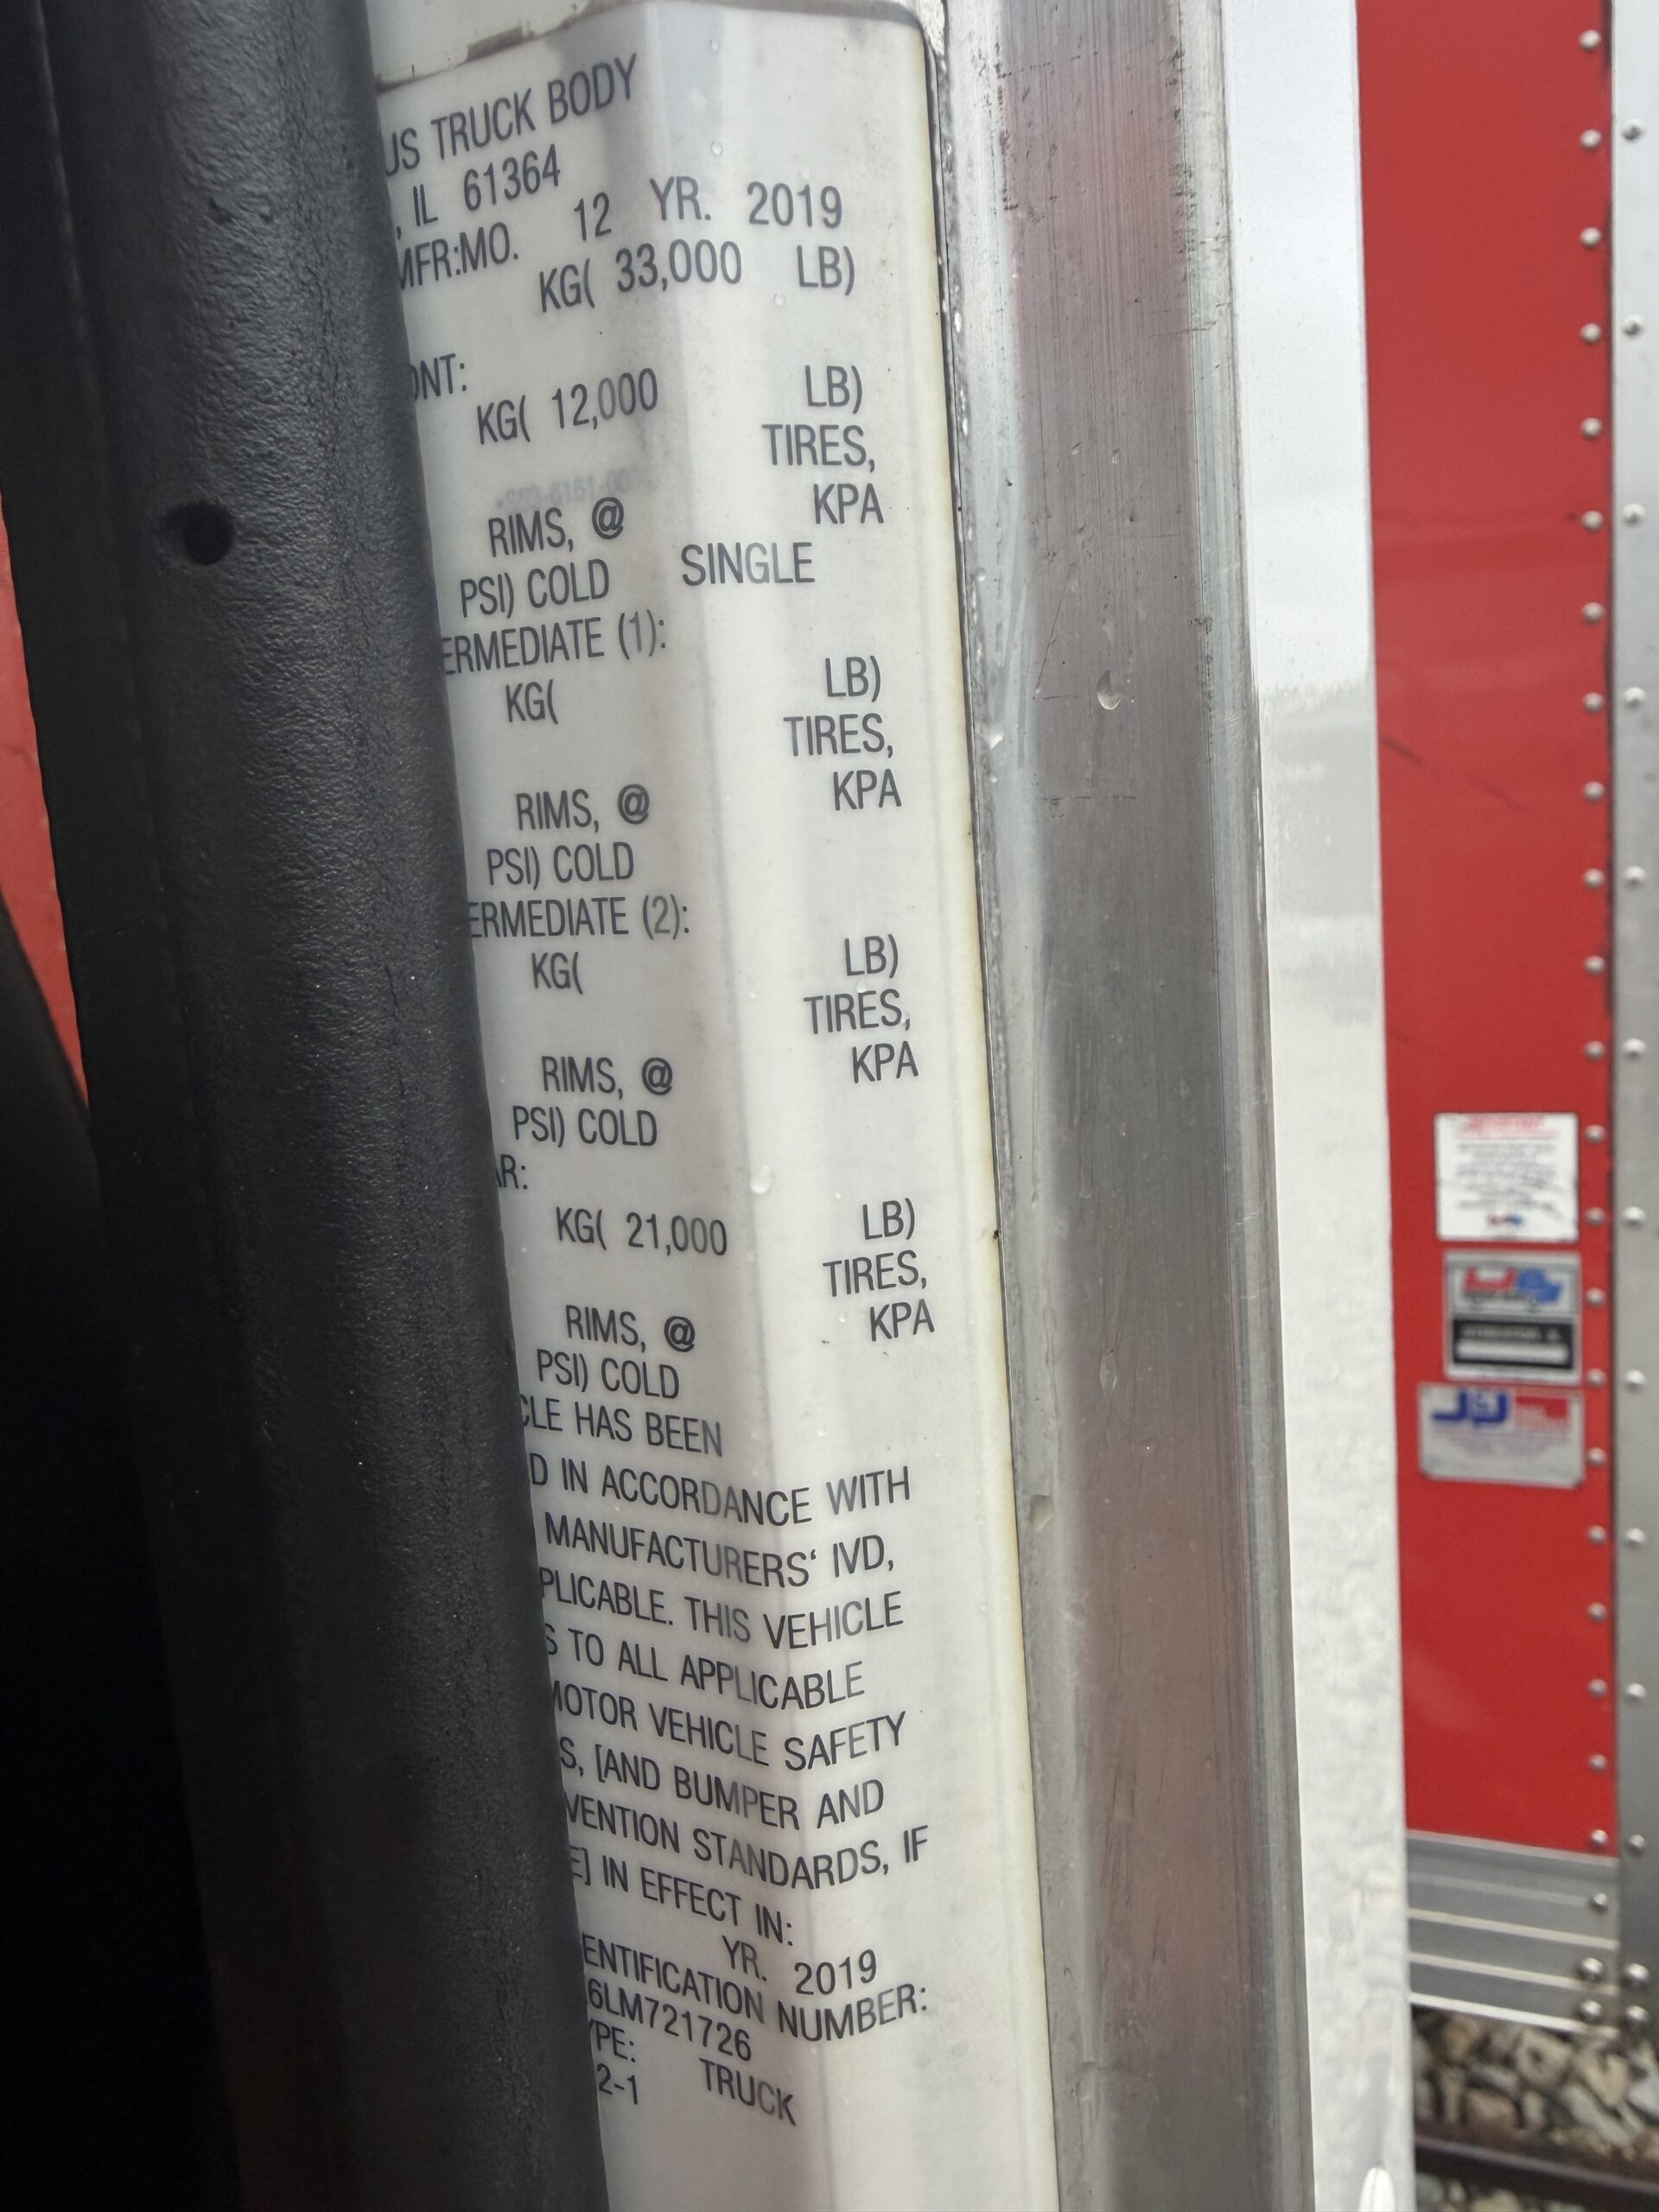 US TRUCK BODY
, IL 61364
MFR:MO. 12 YR. 2019
KG( 33,000 LB)
ONT:
KG( 12,000 LB)
TIRES,
RIMS, @ KPA
PSI) COLD SINGLE
ERMEDIATE (1):
KG( LB)
TIRES,
RIMS, @ KPA
PSI) COLD
ERMEDIATE (2):
KG( LB)
TIRES,
RIMS, @ KPA
PSI) COLD
AR:
KG( 21,000 LB)
TIRES,
RIMS, @ KPA
PSI) COLD
CLE HAS BEEN
D IN ACCORDANCE WITH
MANUFACTURERS' IVD,
PLICABLE. THIS VEHICLE
S TO ALL APPLICABLE
MOTOR VEHICLE SAFETY
S, [AND BUMPER AND
VENTION STANDARDS, IF
E] IN EFFECT IN:
YR. 2019
ENTIFICATION NUMBER:
6LM721726
YPE: TRUCK
2-1